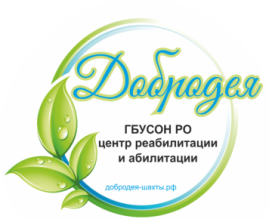 Добродея
ГБУСОН РО
центр реабилитации
и абилитации
добродея-шахты.рф